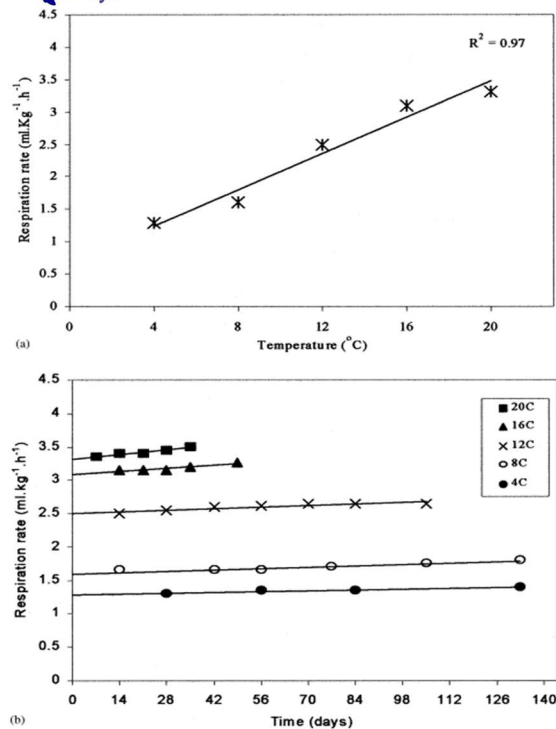 4.5
4
3.5
3
2.5
2
1.5
1
0.5
0
R² = 0.97
Respiration rate (ml.Kg⁻¹.h⁻¹)
0 4 8 12 16 20
(a)
Temperature (°C)
4.5
4
3.5
3
2.5
2
1.5
1
0.5
0
20C
16C
12C
8C
4C
Respiration rate (ml.kg⁻¹.h⁻¹)
0 14 28 42 56 70 84 98 112 126 140
(b)
Time (days)